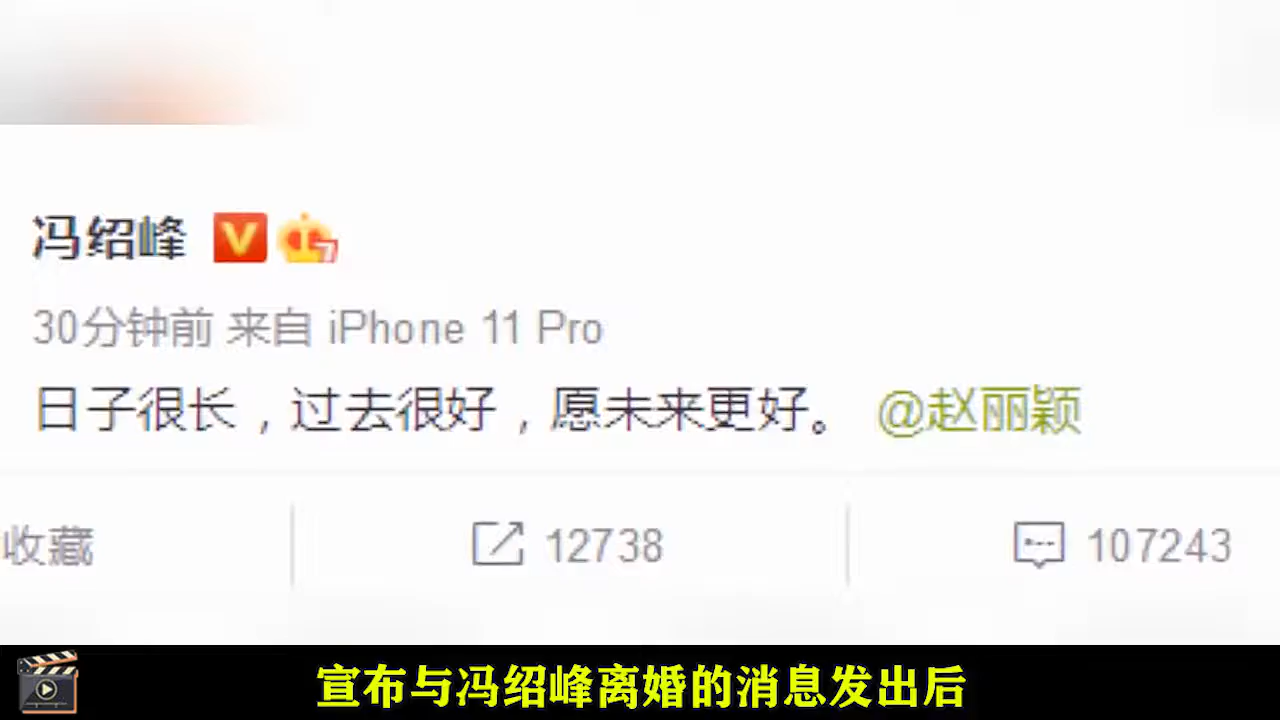 冯绍峰
30分钟前 来自 iPhone 11 Pro
日子很长，过去很好，愿未来更好。 @赵丽颖
收藏 12738 107243
宣布与冯绍峰离婚的消息发出后